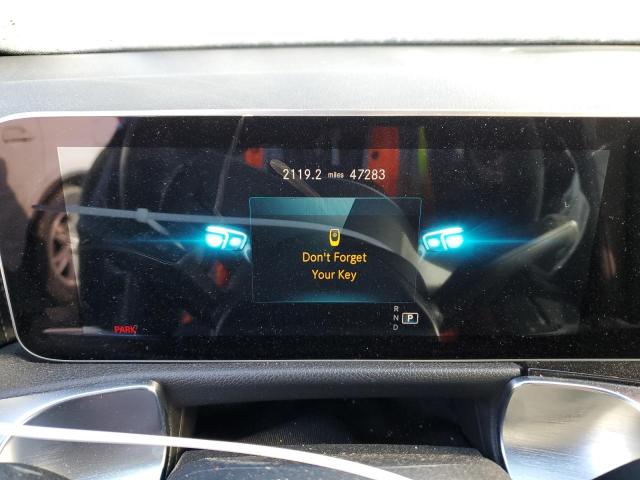 2119.2 miles 47283
Don't Forget
Your Key
R
N P
D
PARK